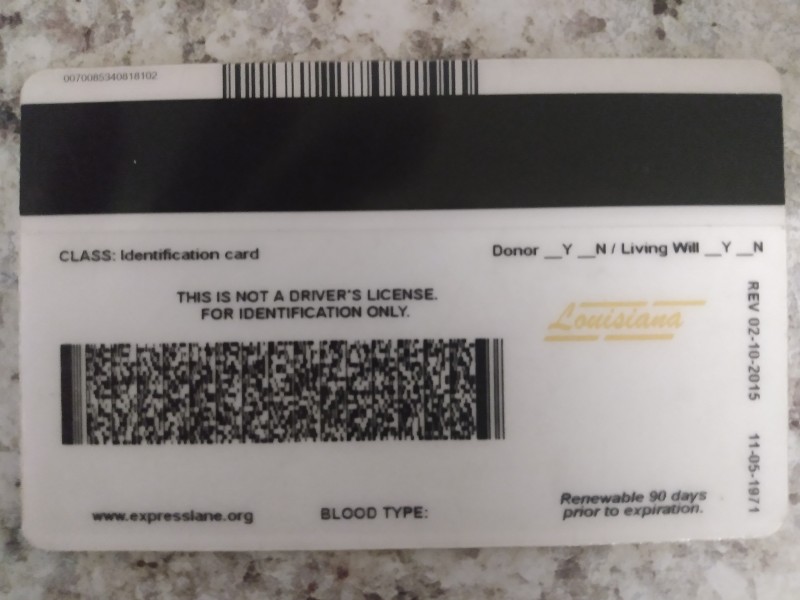 0070085340818102
CLASS: Identification card
Donor __Y __N / Living Will __Y __N
THIS IS NOT A DRIVER'S LICENSE.
FOR IDENTIFICATION ONLY.
Louisiana
REV 02-10-2015
11-05-1971
www.expresslane.org
BLOOD TYPE:
Renewable 90 days
prior to expiration.